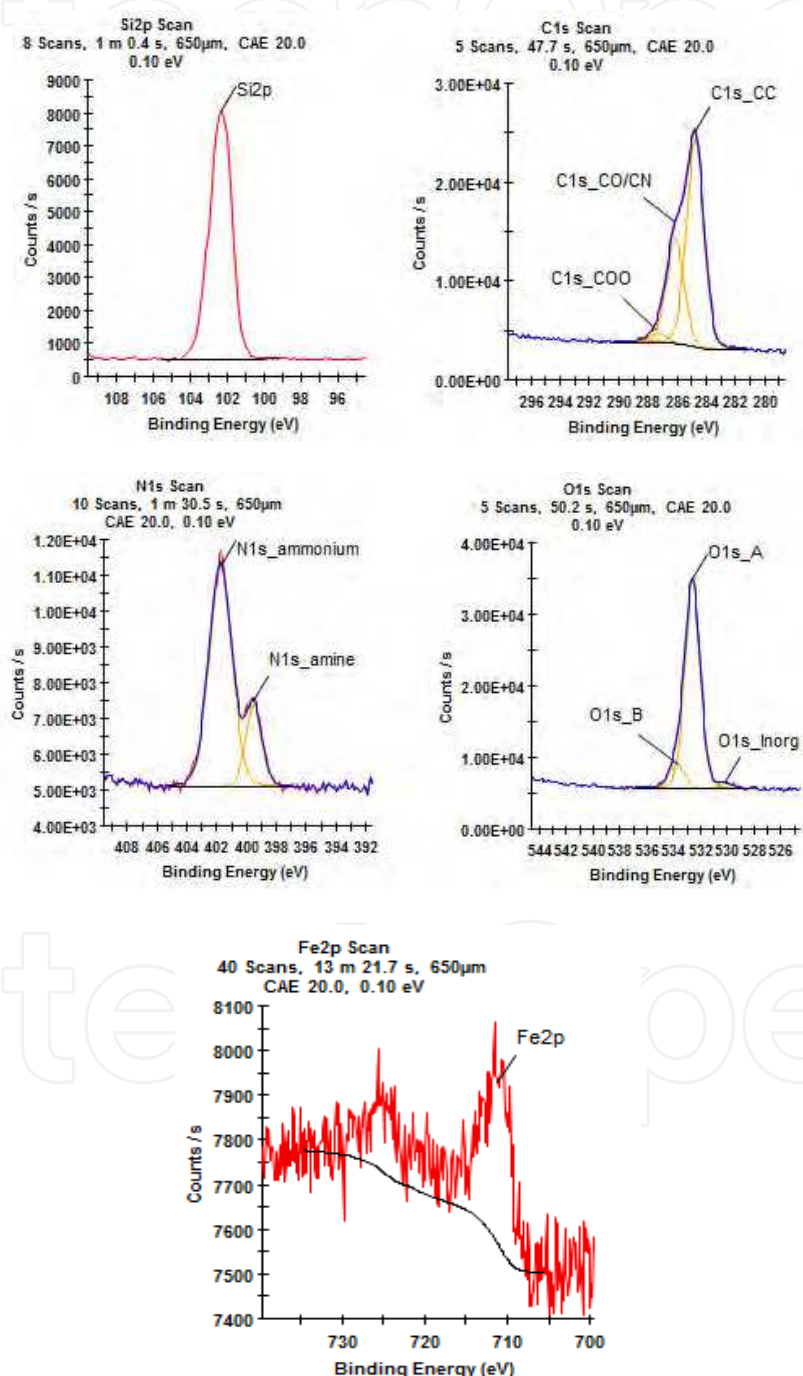 Si2p Scan
8 Scans, 1 m 0.4 s, 650µm, CAE 20.0
0.10 eV
Counts / s
9000
8000
7000
6000
5000
4000
3000
2000
1000
0
Si2p
108 106 104 102 100 98 96
Binding Energy (eV)
C1s Scan
5 Scans, 47.7 s, 650µm, CAE 20.0
0.10 eV
Counts / s
3.00E+04
2.00E+04
1.00E+04
0.00E+00
C1s_CC
C1s_CO/CN
C1s_COO
296 294 292 290 288 286 284 282 280
Binding Energy (eV)
N1s Scan
10 Scans, 1 m 30.5 s, 650µm
CAE 20.0, 0.10 eV
Counts / s
1.20E+04
1.10E+04
1.00E+04
9.00E+03
8.00E+03
7.00E+03
6.00E+03
5.00E+03
4.00E+03
N1s_ammonium
N1s_amine
408 406 404 402 400 398 396 394 392
Binding Energy (eV)
O1s Scan
5 Scans, 50.2 s, 650µm, CAE 20.0
0.10 eV
Counts / s
4.00E+04
3.00E+04
2.00E+04
1.00E+04
0.00E+00
O1s_A
O1s_B
O1s_Inorg
544 542 540 538 536 534 532 530 528 526
Binding Energy (eV)
Fe2p Scan
40 Scans, 13 m 21.7 s, 650µm
CAE 20.0, 0.10 eV
Counts / s
8100
8000
7900
7800
7700
7600
7500
7400
Fe2p
730 720 710 700
Binding Energy (eV)